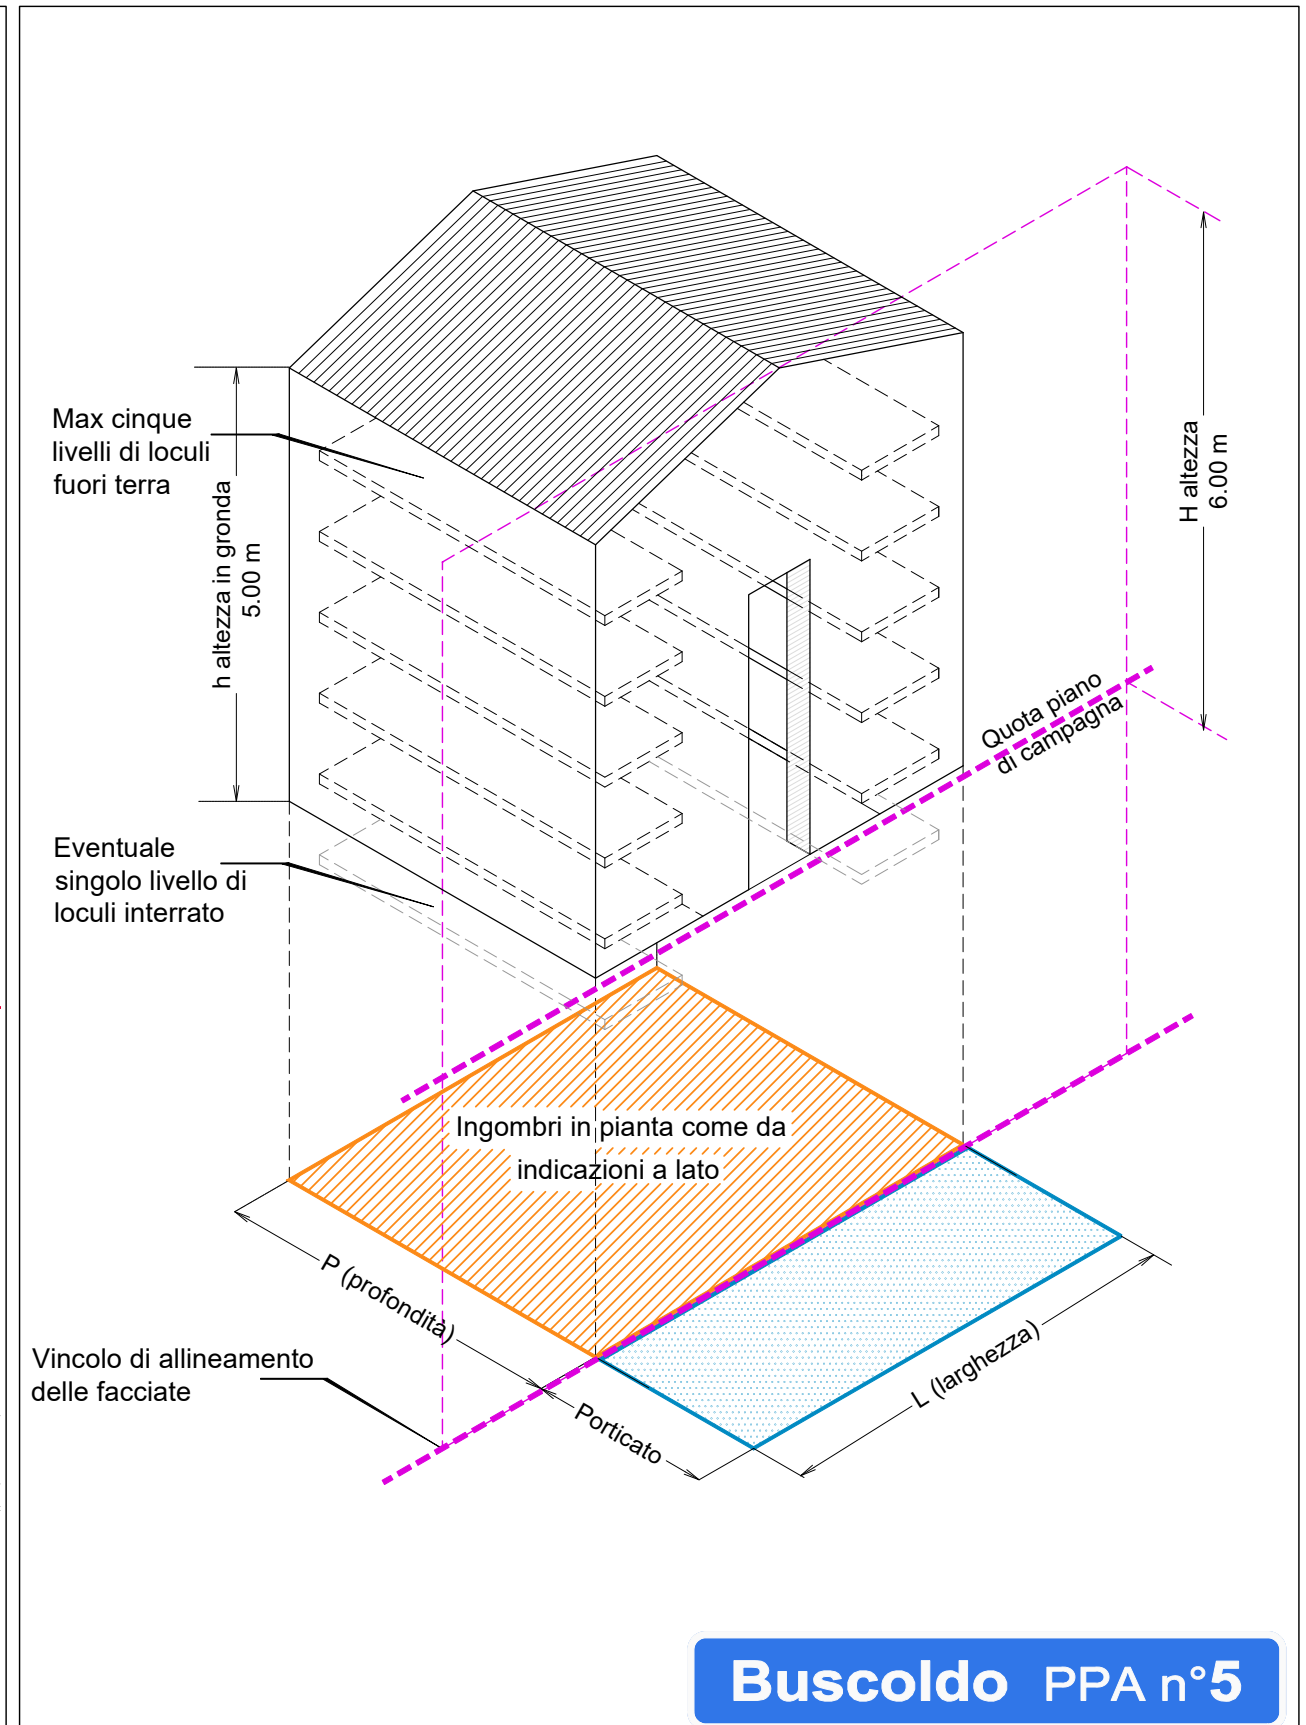 Max cinque
livelli di loculi
fuori terra
h altezza in gronda
5.00 m
H altezza
6.00 m
Quota piano
di campagna
Eventuale
singolo livello di
loculi interrato
Ingombri in pianta come da
indicazioni a lato
P (profondità)
Vincolo di allineamento
delle facciate
Porticato
L (larghezza)
Buscoldo PPA n°5